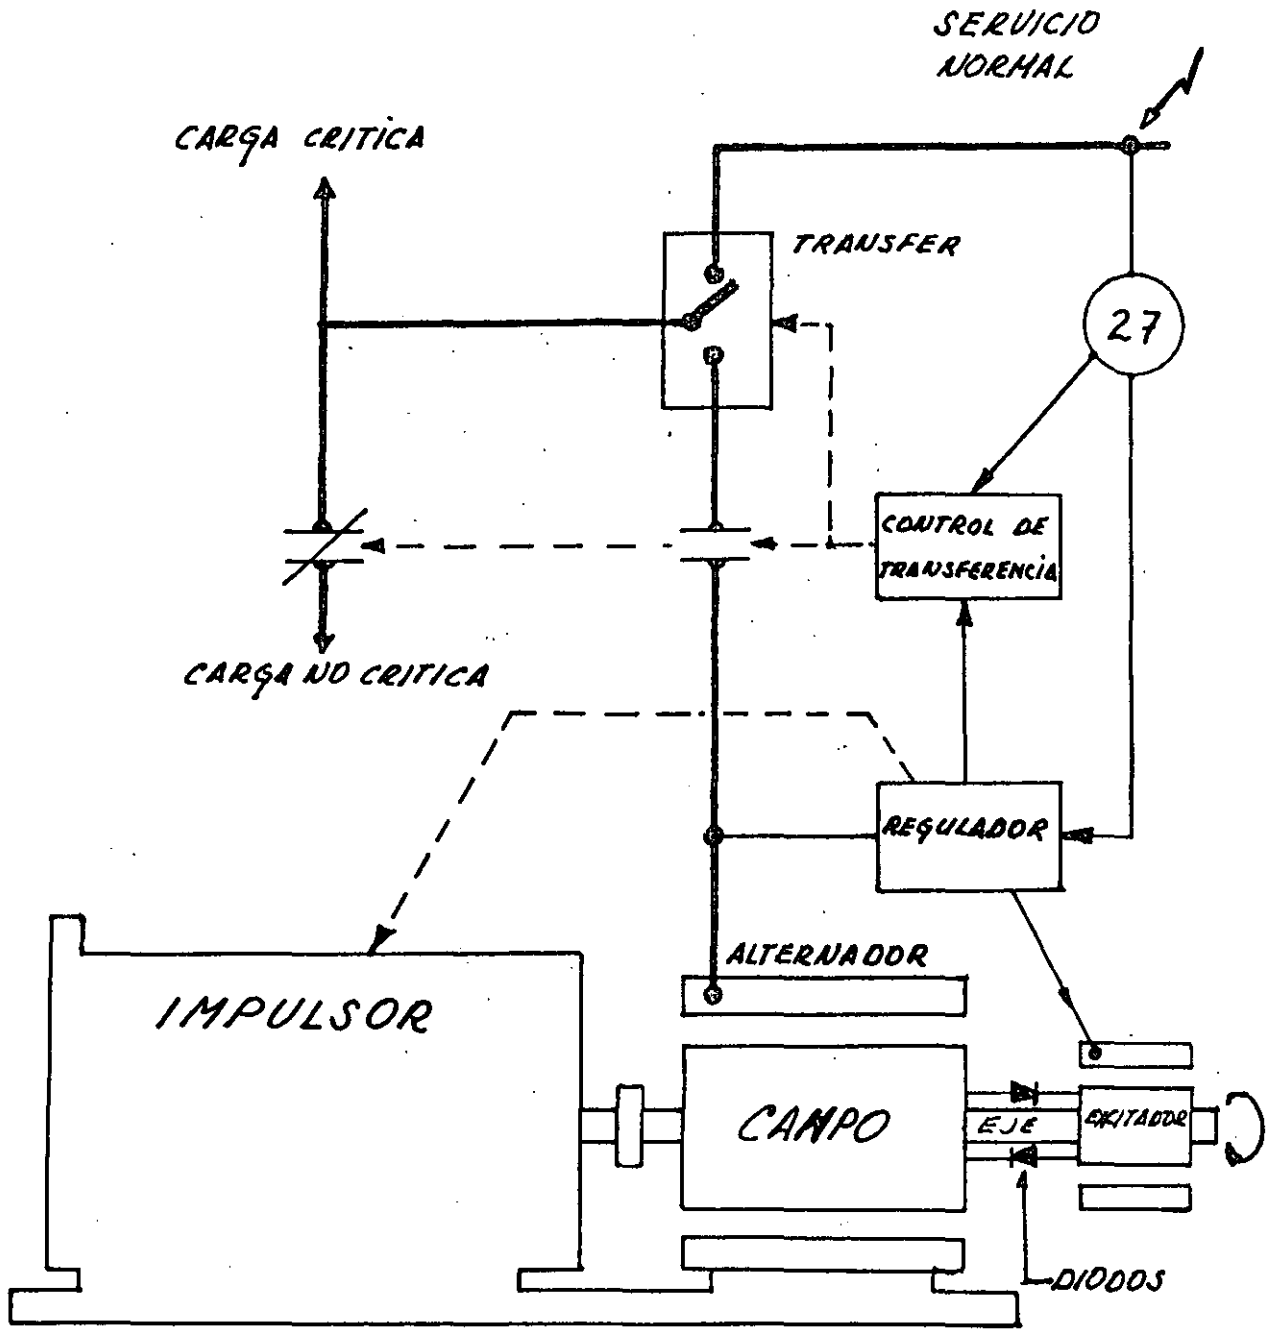 SERVICIO
NORMAL
CARGA CRITICA
TRANSFER
27
CONTROL DE
TRANSFERENCIA
CARGA NO CRITICA
REGULADOR
ALTERNADOR
IMPULSOR
CAMPO
EJE
EXITADOR
DIODOS